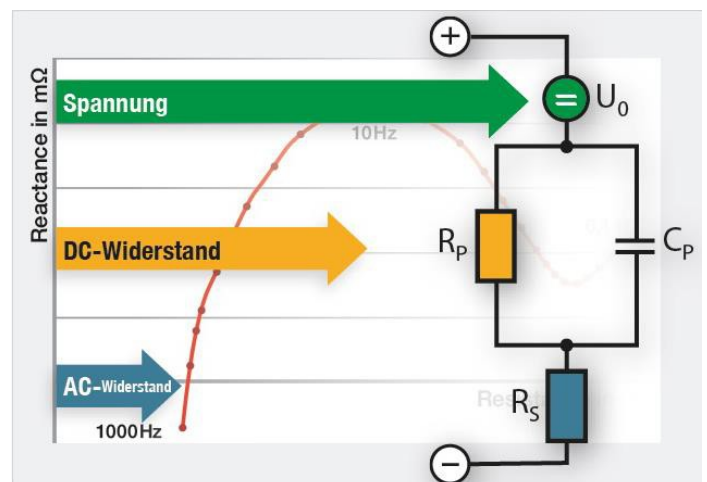 Reactance in mΩ
Spannung
10Hz
DC-Widerstand
AC-Widerstand
1000Hz
+
=
U₀
Rₚ
Cₚ
Rₛ
−